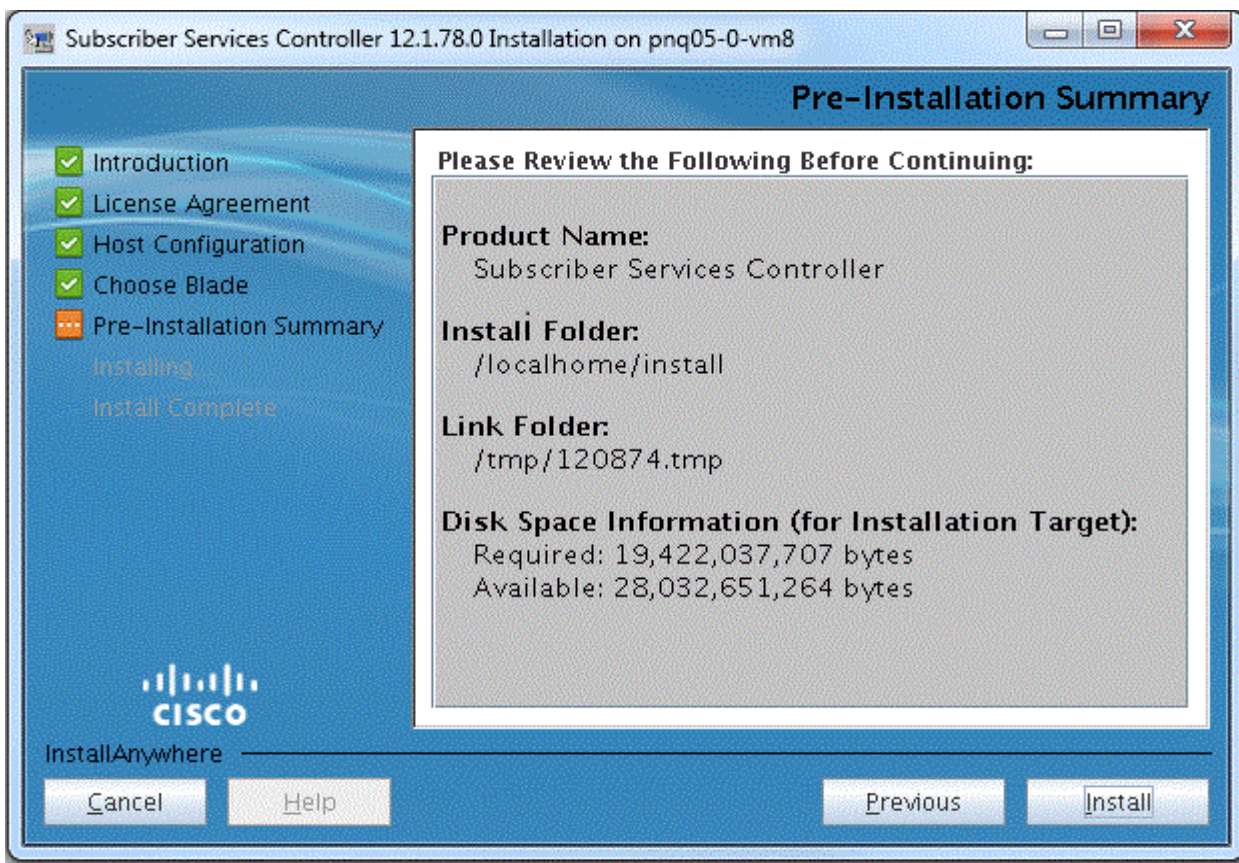 Subscriber Services Controller 12.1.78.0 Installation on pnq05-0-vm8
Pre-Installation Summary
Introduction
License Agreement
Host Configuration
Choose Blade
Pre-Installation Summary
Installing...
Install Complete
Please Review the Following Before Continuing:
Product Name:
Subscriber Services Controller
Install Folder:
/localhome/install
Link Folder:
/tmp/120874.tmp
Disk Space Information (for Installation Target):
Required: 19,422,037,707 bytes
Available: 28,032,651,264 bytes
CISCO
InstallAnywhere
Cancel
Help
Previous
Install